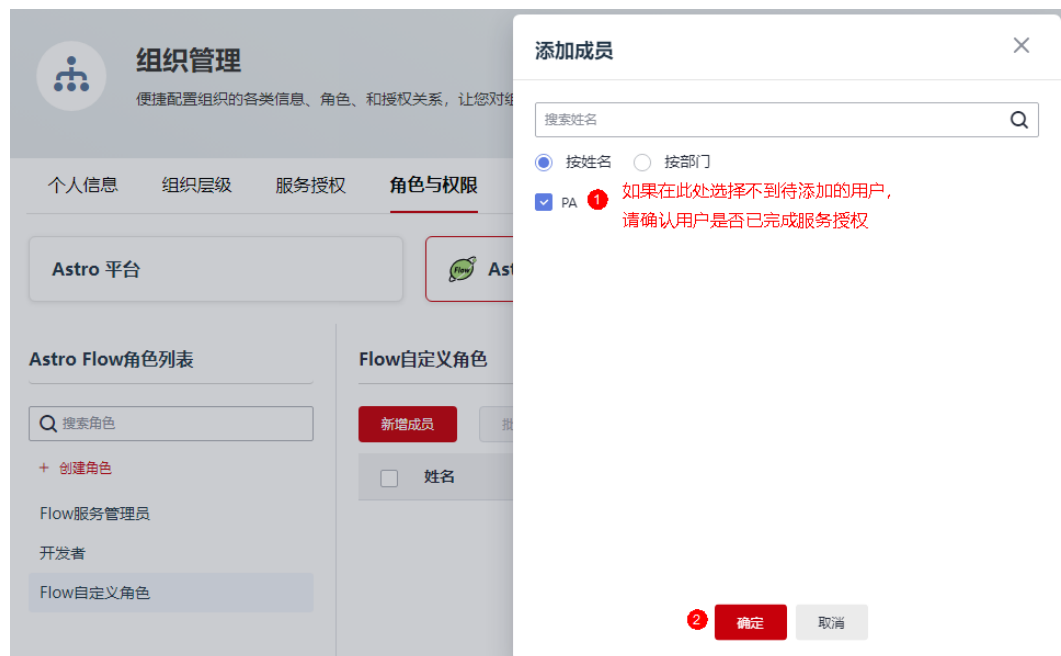 组织管理
便捷配置组织的各类信息、角色、和授权关系，让您对组
个人信息 组织层级 服务授权 角色与权限
Astro 平台
Flow Ast
Astro Flow角色列表
搜索角色
+ 创建角色
Flow服务管理员
开发者
Flow自定义角色
Flow自定义角色
新增成员 批
姓名
添加成员
搜索姓名
按姓名 按部门
PA 1 如果在此处选择不到待添加的用户，
请确认用户是否已完成服务授权
2 确定 取消